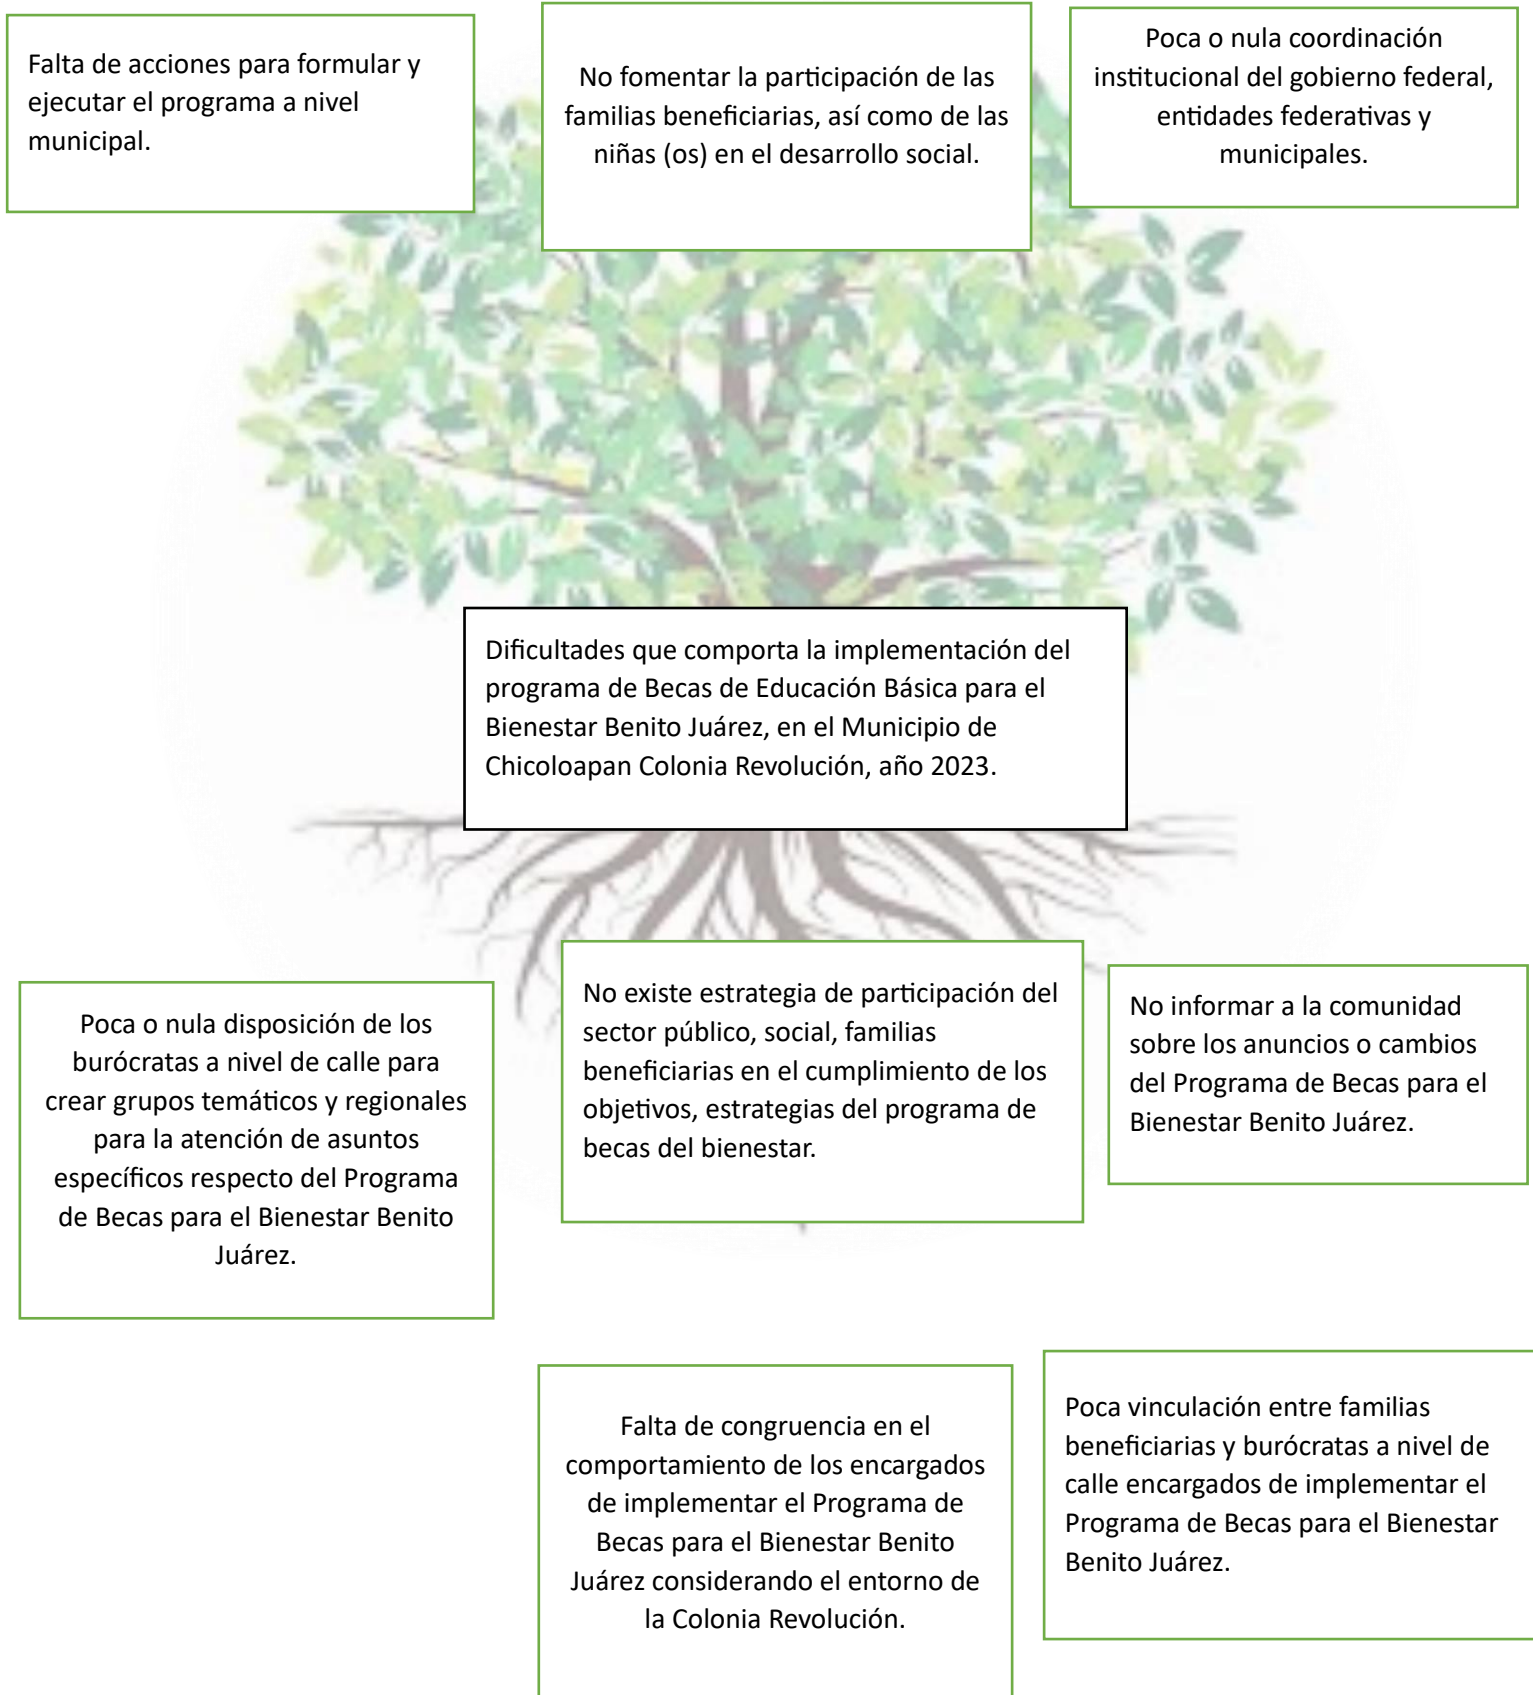 Falta de acciones para formular y
ejecutar el programa a nivel
municipal.
No fomentar la participación de las
familias beneficiarias, así como de las
niñas (os) en el desarrollo social.
Poca o nula coordinación
institucional del gobierno federal,
entidades federativas y
municipales.
Dificultades que comporta la implementación del
programa de Becas de Educación Básica para el
Bienestar Benito Juárez, en el Municipio de
Chicoloapan Colonia Revolución, año 2023.
Poca o nula disposición de los
burócratas a nivel de calle para
crear grupos temáticos y regionales
para la atención de asuntos
específicos respecto del Programa
de Becas para el Bienestar Benito
Juárez.
No existe estrategia de participación del
sector público, social, familias
beneficiarias en el cumplimiento de los
objetivos, estrategias del programa de
becas del bienestar.
No informar a la comunidad
sobre los anuncios o cambios
del Programa de Becas para el
Bienestar Benito Juárez.
Falta de congruencia en el
comportamiento de los encargados
de implementar el Programa de
Becas para el Bienestar Benito
Juárez considerando el entorno de
la Colonia Revolución.
Poca vinculación entre familias
beneficiarias y burócratas a nivel de
calle encargados de implementar el
Programa de Becas para el Bienestar
Benito Juárez.